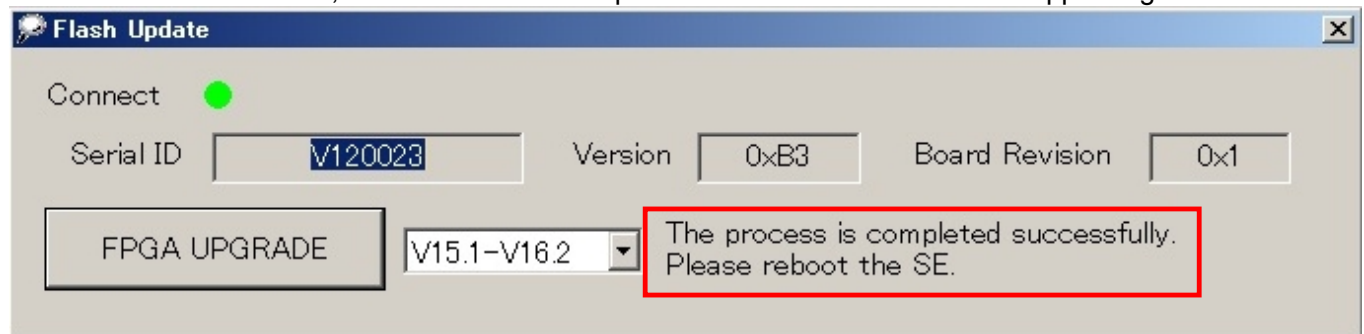 Flash Update
Connect
Serial ID V120023 Version 0xB3 Board Revision 0x1
FPGA UPGRADE V15.1-V16.2 The process is completed successfully.
Please reboot the SE.